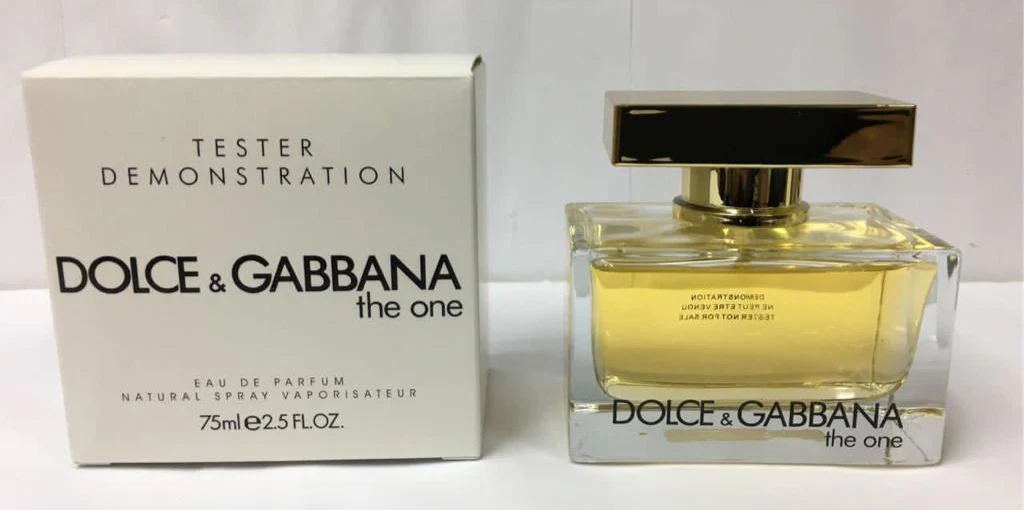 TESTER
DEMONSTRATION
DOLCE & GABBANA
the one
EAU DE PARFUM
NATURAL SPRAY VAPORISATEUR
75ml e 2.5 FL.OZ.
DEMONSTRATION
NE PEUT ETRE VENDU
TESTER NOT FOR SALE
DOLCE & GABBANA
the one